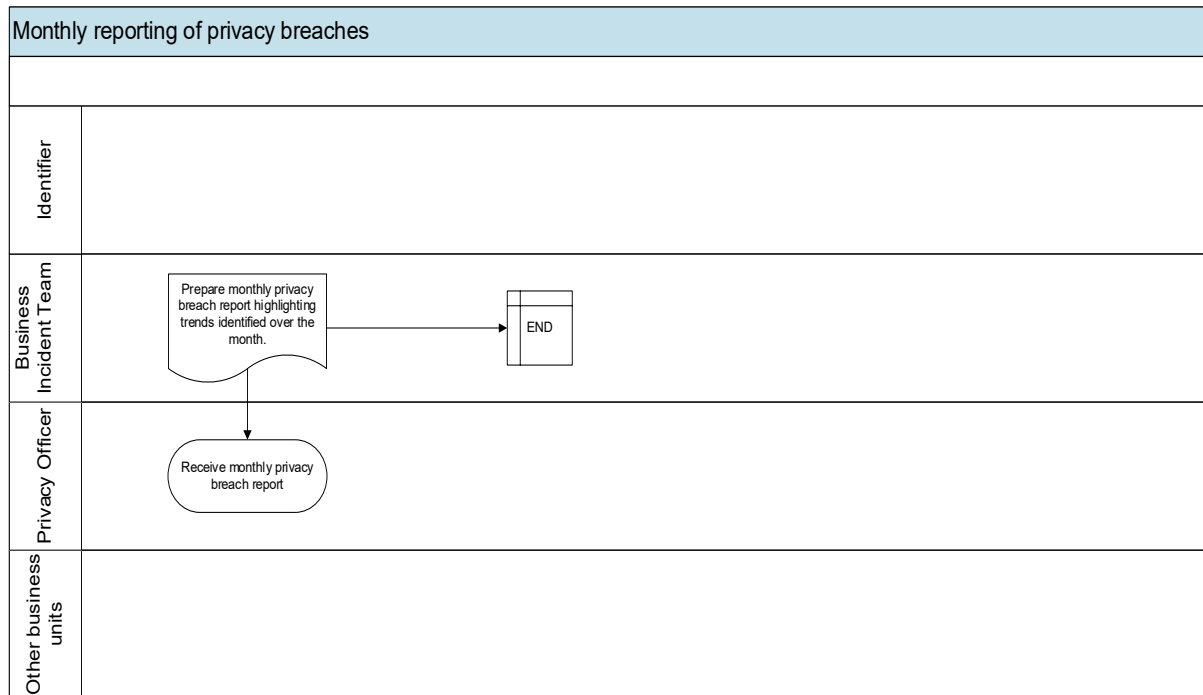 Monthly reporting of privacy breaches
Identifier
Business
Incident Team
Prepare monthly privacy
breach report highlighting
trends identified over the
month.
END
Privacy Officer
Receive monthly privacy
breach report
Other business
units